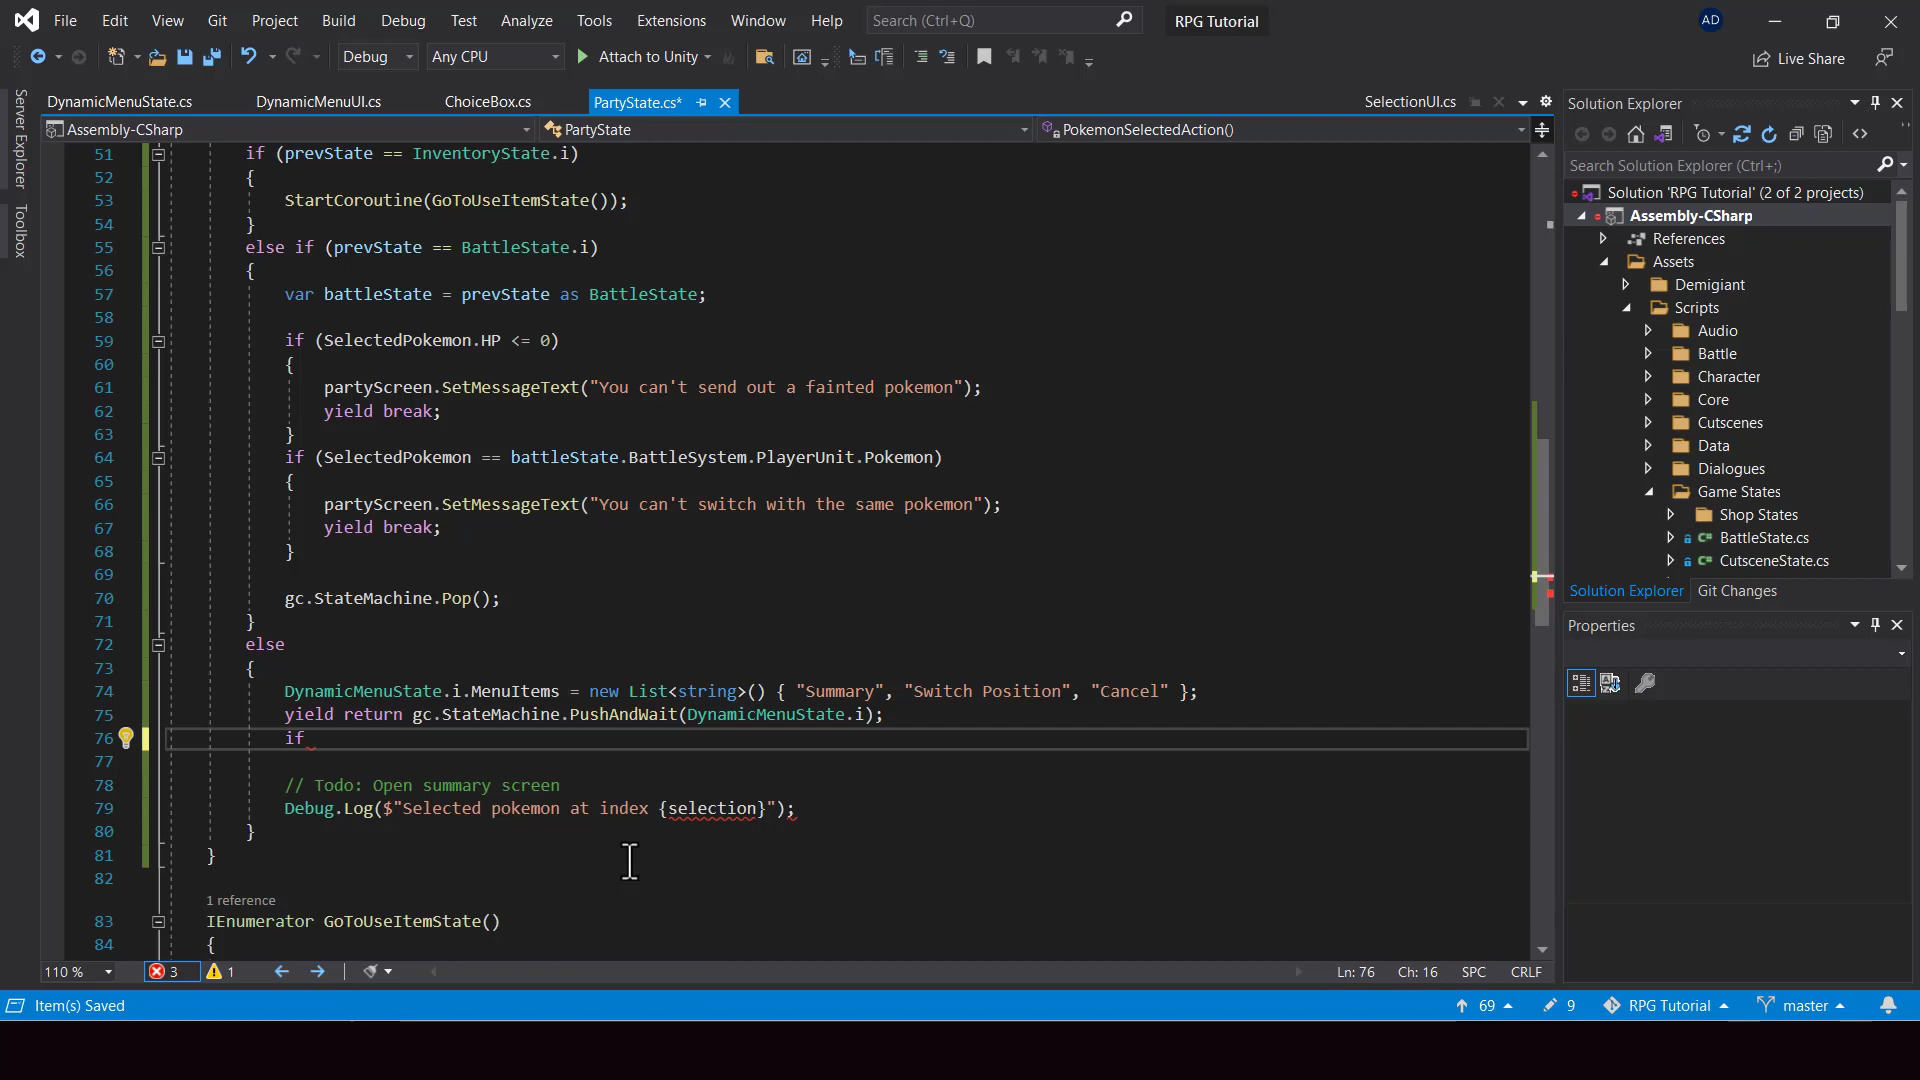 File Edit View Git Project Build Debug Test Analyze Tools Extensions Window Help Search (Ctrl+Q) RPG Tutorial AD
Debug Any CPU Attach to Unity Live Share
Server Explorer
Toolbox
DynamicMenuState.cs DynamicMenuUI.cs ChoiceBox.cs PartyState.cs* SelectionUI.cs
Assembly-CSharp PartyState PokemonSelectedAction()
51 if (prevState == InventoryState.i)
52 {
53 StartCoroutine(GoToUseItemState());
54 }
55 else if (prevState == BattleState.i)
56 {
57 var battleState = prevState as BattleState;
58
59 if (SelectedPokemon.HP <= 0)
60 {
61 partyScreen.SetMessageText("You can't send out a fainted pokemon");
62 yield break;
63 }
64 if (SelectedPokemon == battleState.BattleSystem.PlayerUnit.Pokemon)
65 {
66 partyScreen.SetMessageText("You can't switch with the same pokemon");
67 yield break;
68 }
69
70 gc.StateMachine.Pop();
71 }
72 else
73 {
74 DynamicMenuState.i.MenuItems = new List<string>() { "Summary", "Switch Position", "Cancel" };
75 yield return gc.StateMachine.PushAndWait(DynamicMenuState.i);
76 if
77
78 // Todo: Open summary screen
79 Debug.Log($"Selected pokemon at index {selection}");
80 }
81 }
82
1 reference
83 IEnumerator GoToUseItemState()
84 {
110 % 3 1 Ln: 76 Ch: 16 SPC CRLF
Item(s) Saved 69 9 RPG Tutorial master
Solution Explorer
Search Solution Explorer (Ctrl+;)
Solution 'RPG Tutorial' (2 of 2 projects)
Assembly-CSharp
References
Assets
Demigiant
Scripts
Audio
Battle
Character
Core
Cutscenes
Data
Dialogues
Game States
Shop States
C# BattleState.cs
C# CutsceneState.cs
Solution Explorer Git Changes
Properties